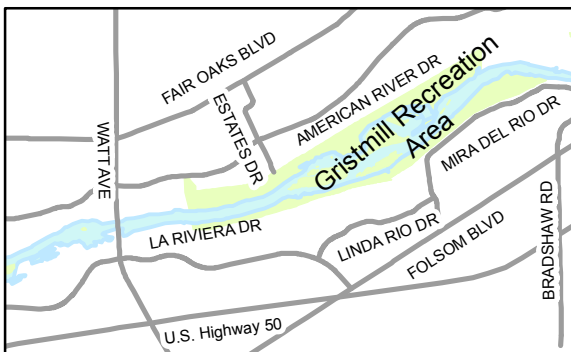 FAIR OAKS BLVD
WATT AVE
ESTATES DR
AMERICAN RIVER DR
Gristmill Recreation
Area
MIRA DEL RIO DR
LA RIVIERA DR
LINDA RIO DR
FOLSOM BLVD
BRADSHAW RD
U.S. Highway 50